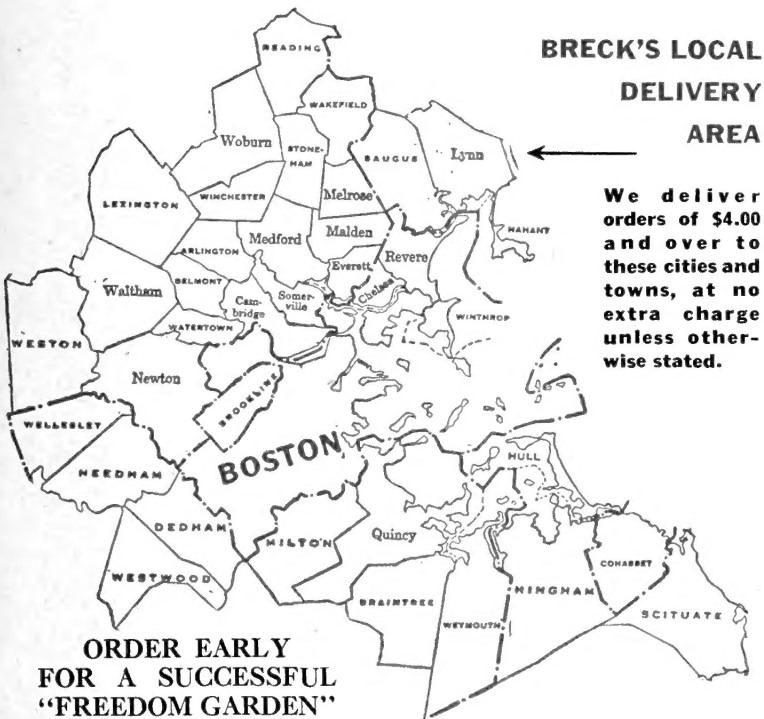 BRECK'S LOCAL
DELIVERY
AREA
We deliver
orders of $4.00
and over to
these cities and
towns, at no
extra charge
unless other-
wise stated.
READING
WAKEFIELD
Woburn
STONE-
HAM
SAUGUS
Lynn
LEXINGTON
WINCHESTER
Melrose
NAHANT
Medford
Malden
ARLINGTON
Everett
Revere
Waltham
BELMONT
Cam-
bridge
Somer-
ville
Chelsea
WINTHROP
WATERTOWN
WESTON
Newton
BROOKLINE
WELLESLEY
NEEDHAM
BOSTON
HULL
DEDHAM
MILTON
Quincy
WESTWOOD
BRAINTREE
WEYMOUTH
HINGHAM
COHASSET
SCITUATE
ORDER EARLY
FOR A SUCCESSFUL
“FREEDOM GARDEN”